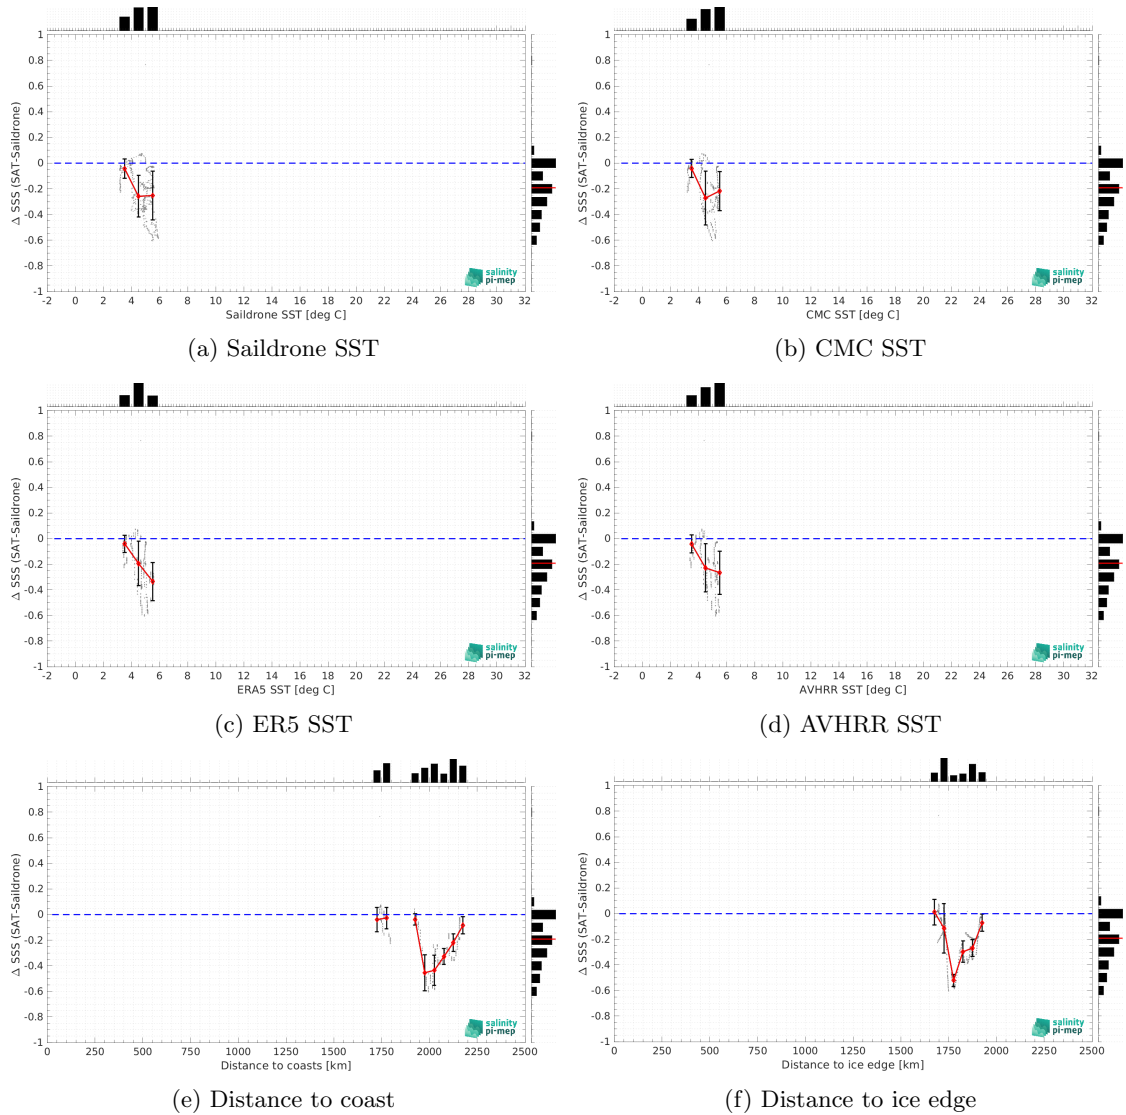 1
0.8
0.6
0.4
0.2
0
-0.2
-0.4
-0.6
-0.8
-1
Δ SSS (SAT-Saildrone)
-2 0 2 4 6 8 10 12 14 16 18 20 22 24 26 28 30 32
Saildrone SST [deg C]
salinity
pi-mep
(a) Saildrone SST
1
0.8
0.6
0.4
0.2
0
-0.2
-0.4
-0.6
-0.8
-1
Δ SSS (SAT-Saildrone)
-2 0 2 4 6 8 10 12 14 16 18 20 22 24 26 28 30 32
CMC SST [deg C]
salinity
pi-mep
(b) CMC SST
1
0.8
0.6
0.4
0.2
0
-0.2
-0.4
-0.6
-0.8
-1
Δ SSS (SAT-Saildrone)
-2 0 2 4 6 8 10 12 14 16 18 20 22 24 26 28 30 32
ERA5 SST [deg C]
salinity
pi-mep
(c) ER5 SST
1
0.8
0.6
0.4
0.2
0
-0.2
-0.4
-0.6
-0.8
-1
Δ SSS (SAT-Saildrone)
-2 0 2 4 6 8 10 12 14 16 18 20 22 24 26 28 30 32
AVHRR SST [deg C]
salinity
pi-mep
(d) AVHRR SST
1
0.8
0.6
0.4
0.2
0
-0.2
-0.4
-0.6
-0.8
-1
Δ SSS (SAT-Saildrone)
0 250 500 750 1000 1250 1500 1750 2000 2250 2500
Distance to coasts [km]
salinity
pi-mep
(e) Distance to coast
1
0.8
0.6
0.4
0.2
0
-0.2
-0.4
-0.6
-0.8
-1
Δ SSS (SAT-Saildrone)
0 250 500 750 1000 1250 1500 1750 2000 2250 2500
Distance to ice edge [km]
salinity
pi-mep
(f) Distance to ice edge